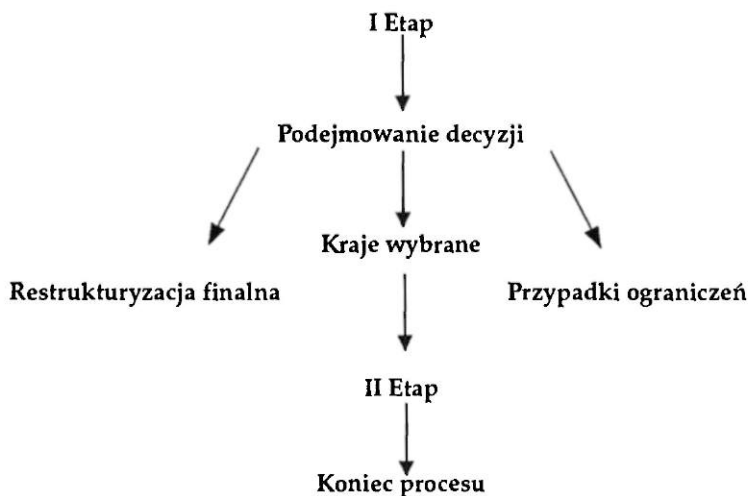 I Etap
Podejmowanie decyzji
Kraje wybrane
Restrukturyzacja finalna
Przypadki ograniczeń
II Etap
Koniec procesu